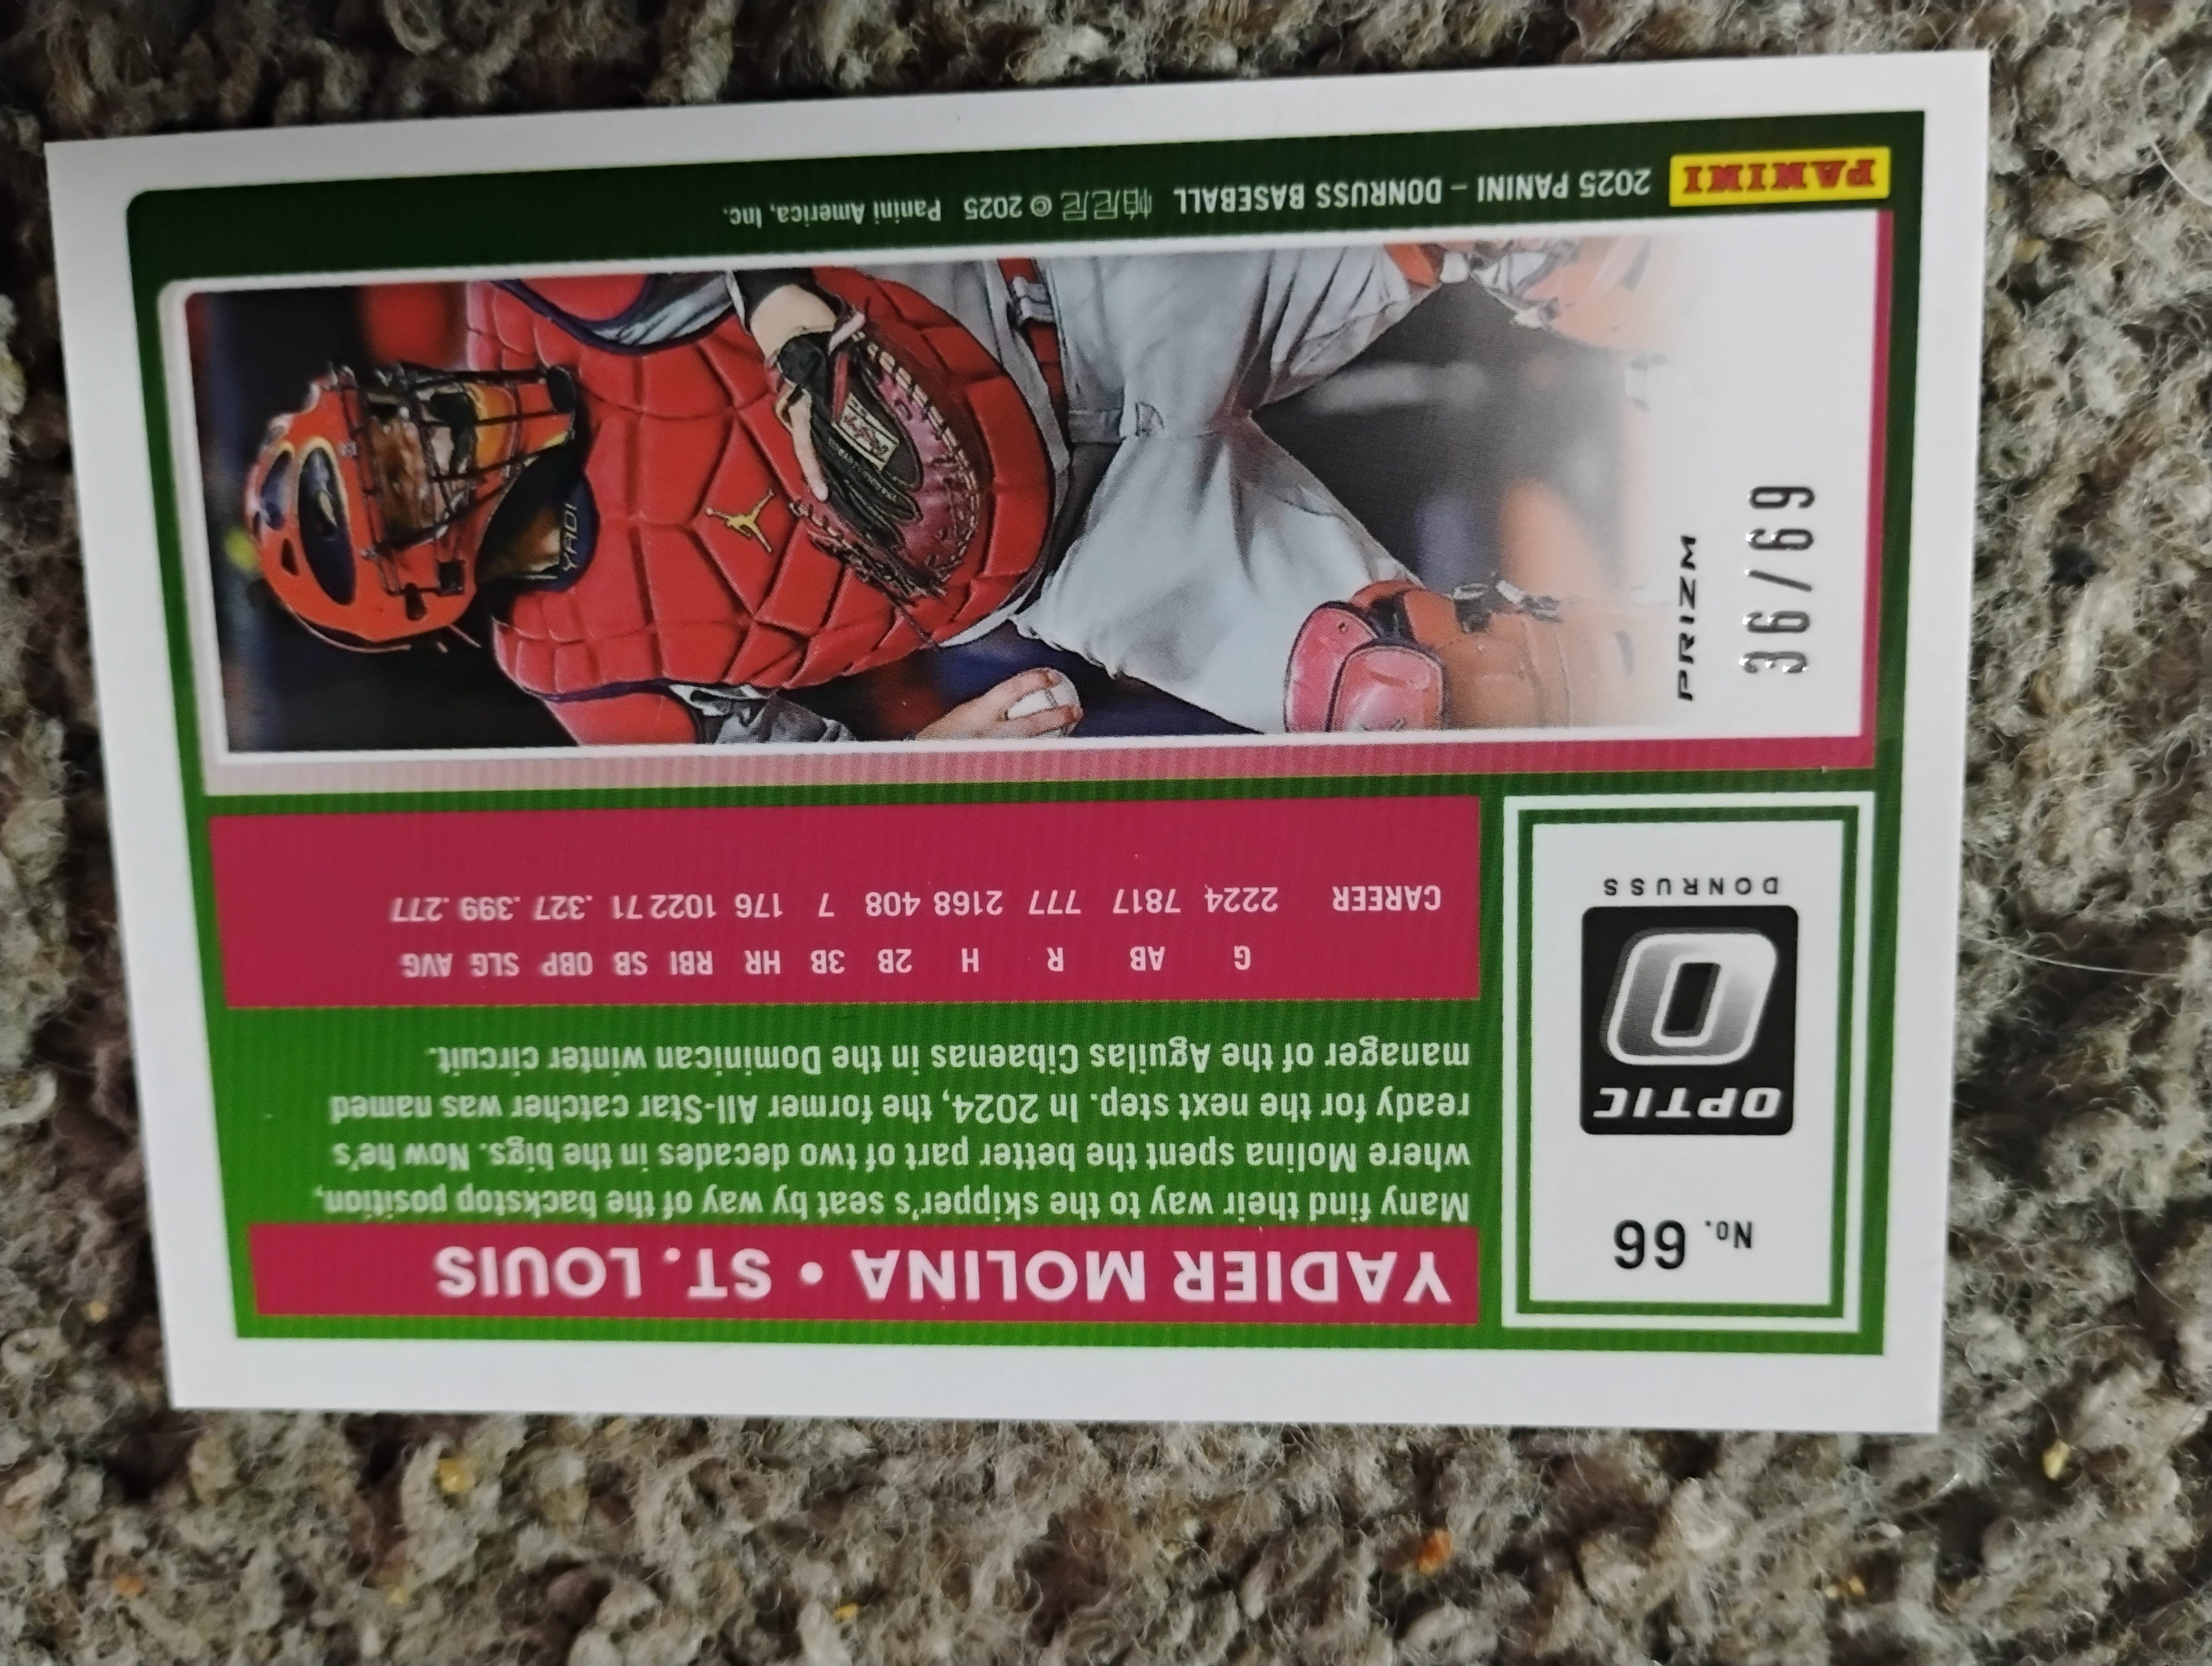 YADIER MOLINA • ST. LOUIS
Many find their way to the skipper's seat by way of the backstop position,
where Molina spent the better part of two decades in the bigs. Now he's
ready for the next step. In 2024, the former All-Star catcher was named
manager of the Aguilas Cibaenas in the Dominican winter circuit.
G AB R H 2B 3B HR RBI SB OBP SLG AVG
CAREER 2224 7817 777 2168 408 7 176 1022 71 .327 .399 .277
No. 66
OPTIC
O
DONRUSS
PRIZM
36/69
YADI
PANINI
2025 PANINI – DONRUSS BASEBALL 帕尼尼 © 2025 Panini America, Inc.